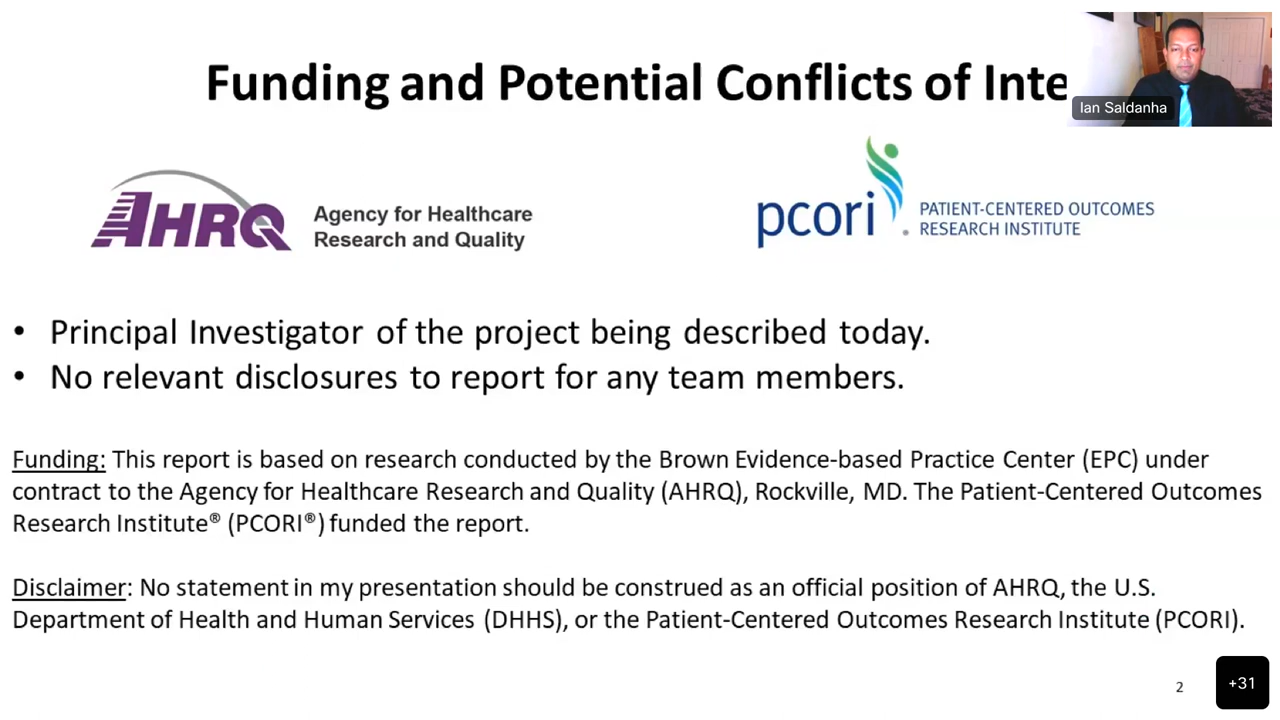 Funding and Potential Conflicts of Inte
Ian Saldanha
AHRQ
Agency for Healthcare
Research and Quality
pcori
PATIENT-CENTERED OUTCOMES
RESEARCH INSTITUTE
• Principal Investigator of the project being described today.
• No relevant disclosures to report for any team members.
Funding: This report is based on research conducted by the Brown Evidence-based Practice Center (EPC) under
contract to the Agency for Healthcare Research and Quality (AHRQ), Rockville, MD. The Patient-Centered Outcomes
Research Institute® (PCORI®) funded the report.
Disclaimer: No statement in my presentation should be construed as an official position of AHRQ, the U.S.
Department of Health and Human Services (DHHS), or the Patient-Centered Outcomes Research Institute (PCORI).
2
+31